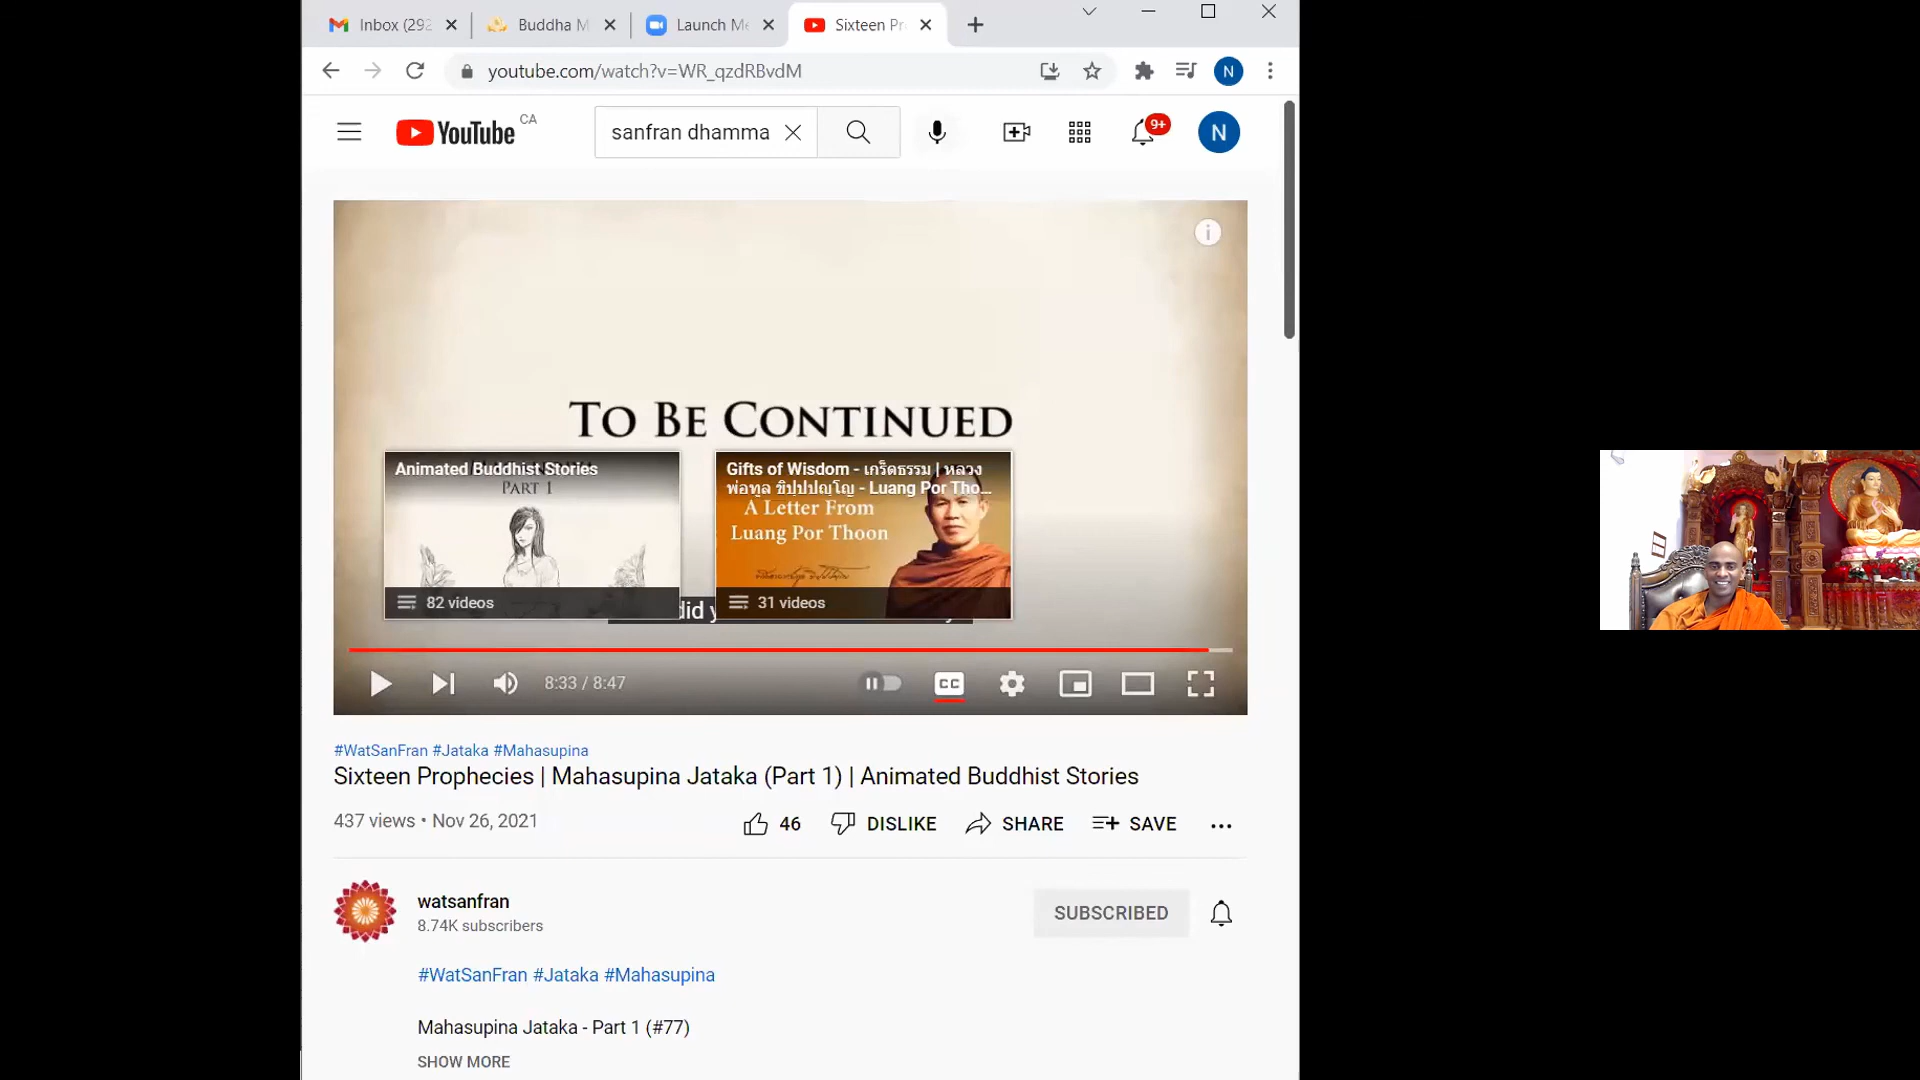 Inbox (292
Buddha M
Launch Me
Sixteen Pr
youtube.com/watch?v=WR_qzdRBvdM
N
YouTube CA
sanfran dhamma
9+
N
TO BE CONTINUED
Animated Buddhist Stories
PART 1
82 videos
Gifts of Wisdom - เกร็ดธรรม | หลวง
พ่อทูล ขิปฺปปญฺโญ - Luang Por Tho...
A Letter From
Luang Por Thoon
31 videos
did y
8:33 / 8:47
CC
#WatSanFran #Jataka #Mahasupina
Sixteen Prophecies | Mahasupina Jataka (Part 1) | Animated Buddhist Stories
437 views • Nov 26, 2021
46
DISLIKE
SHARE
SAVE
watsanfran
8.74K subscribers
SUBSCRIBED
#WatSanFran #Jataka #Mahasupina
Mahasupina Jataka - Part 1 (#77)
SHOW MORE